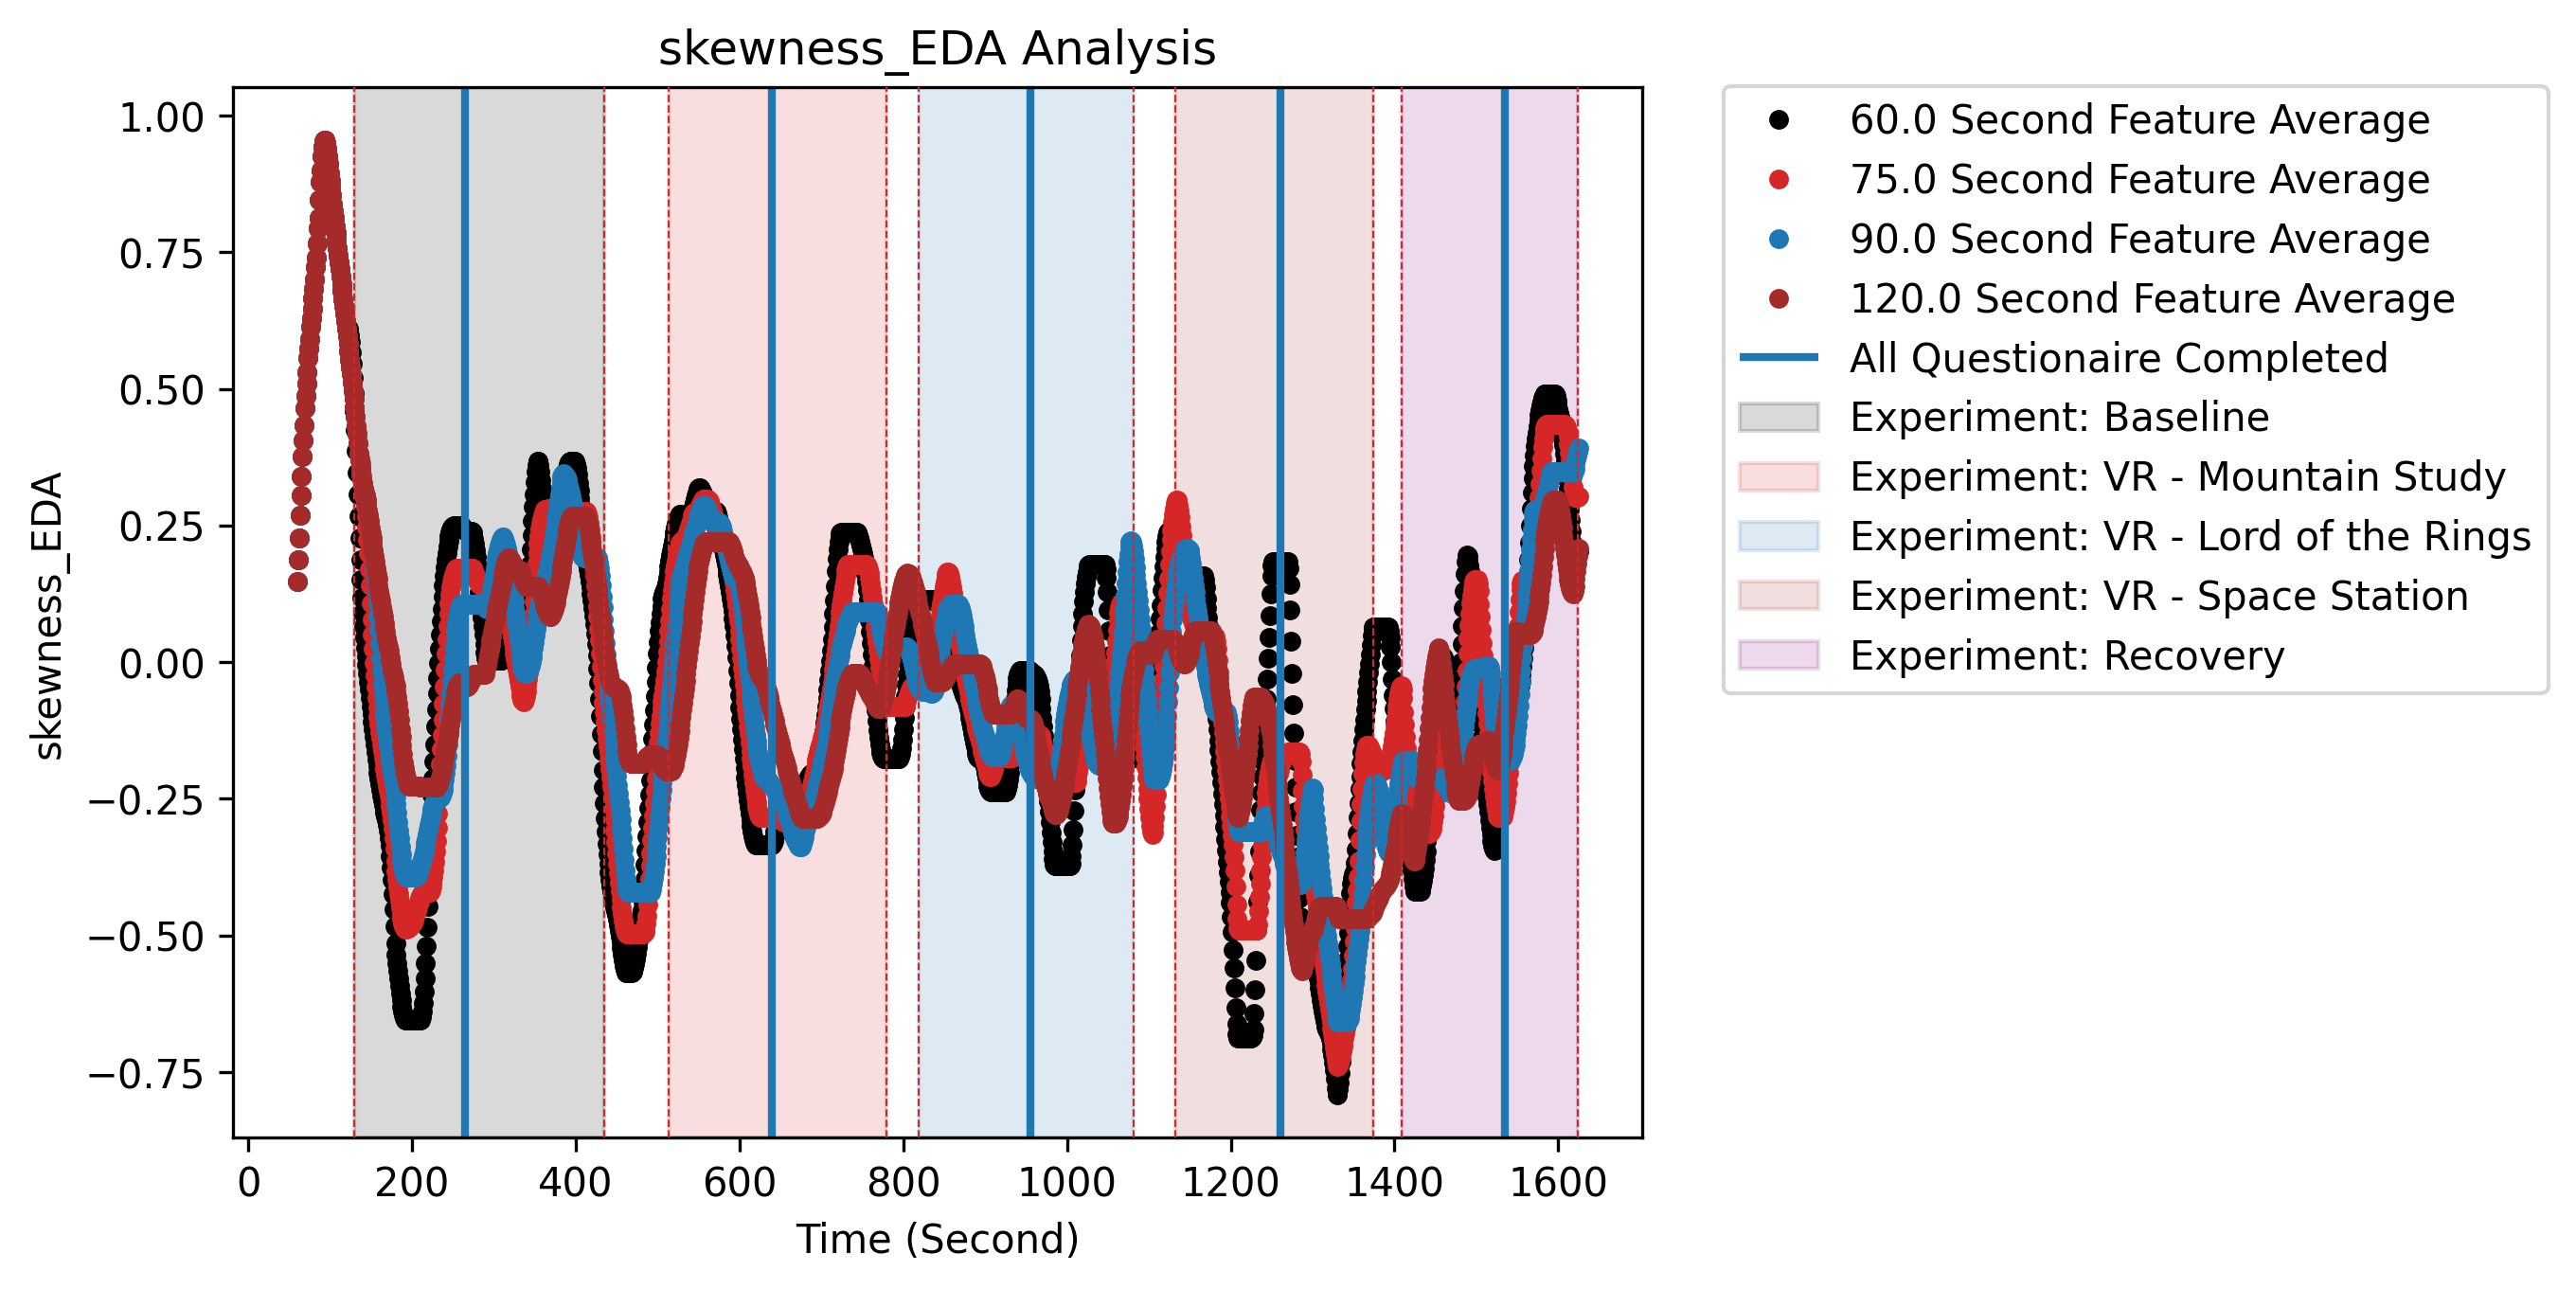 skewness_EDA Analysis
1.00
0.75
0.50
0.25
0.00
−0.25
−0.50
−0.75
skewness_EDA
0 200 400 600 800 1000 1200 1400 1600
Time (Second)
60.0 Second Feature Average
75.0 Second Feature Average
90.0 Second Feature Average
120.0 Second Feature Average
All Questionaire Completed
Experiment: Baseline
Experiment: VR - Mountain Study
Experiment: VR - Lord of the Rings
Experiment: VR - Space Station
Experiment: Recovery